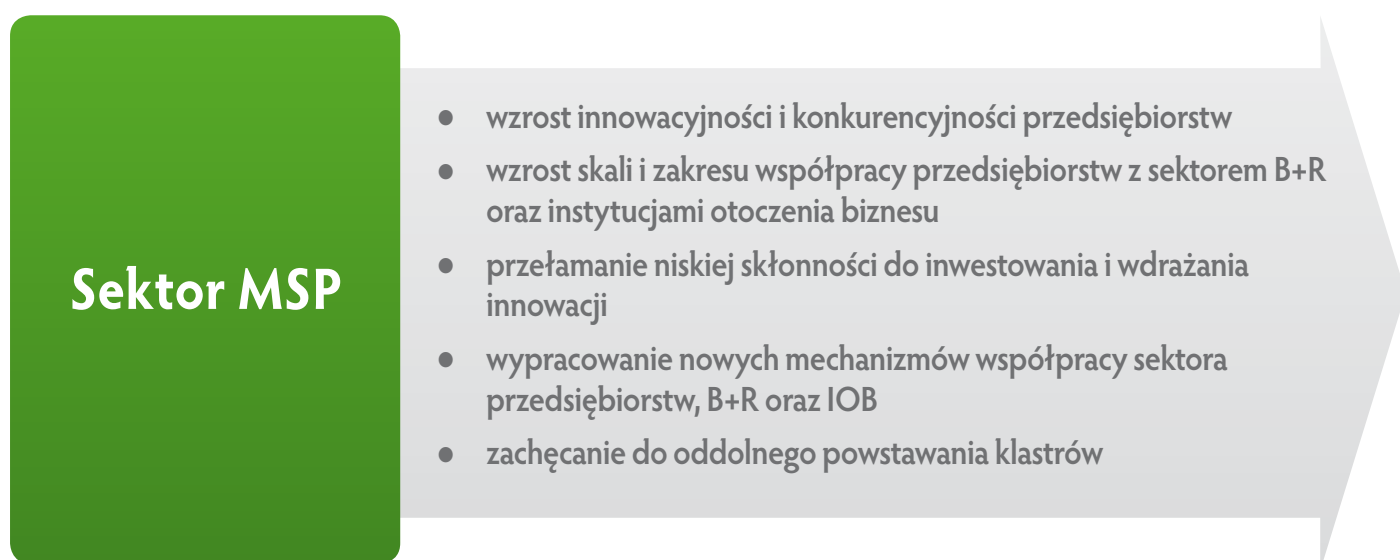 Sektor MSP
● wzrost innowacyjności i konkurencyjności przedsiębiorstw
● wzrost skali i zakresu współpracy przedsiębiorstw z sektorem B+R
oraz instytucjami otoczenia biznesu
● przełamanie niskiej skłonności do inwestowania i wdrażania
innowacji
● wypracowanie nowych mechanizmów współpracy sektora
przedsiębiorstw, B+R oraz IOB
● zachęcanie do oddolnego powstawania klastrów